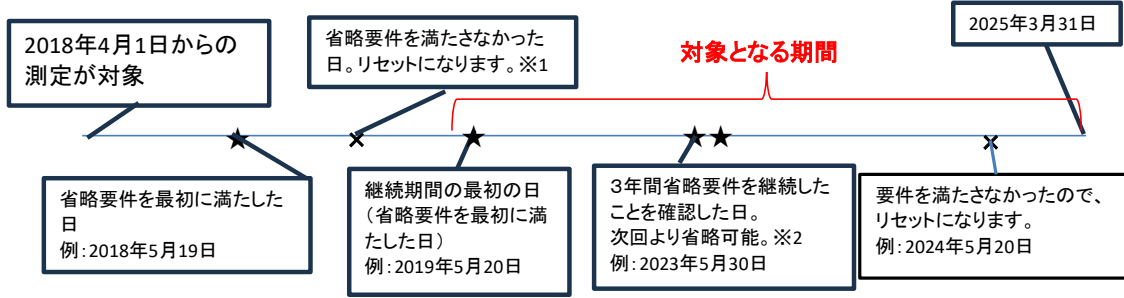 2018年4月1日からの
測定が対象
省略要件を満たさなかった
日。リセットになります。※1
対象となる期間
2025年3月31日
省略要件を最初に満たした
日
例:2018年5月19日
継続期間の最初の日
(省略要件を最初に満
たした日)
例:2019年5月20日
3年間省略要件を継続した
ことを確認した日。
次回より省略可能。※2
例:2023年5月30日
要件を満たさなかったので、
リセットになります。
例:2024年5月20日